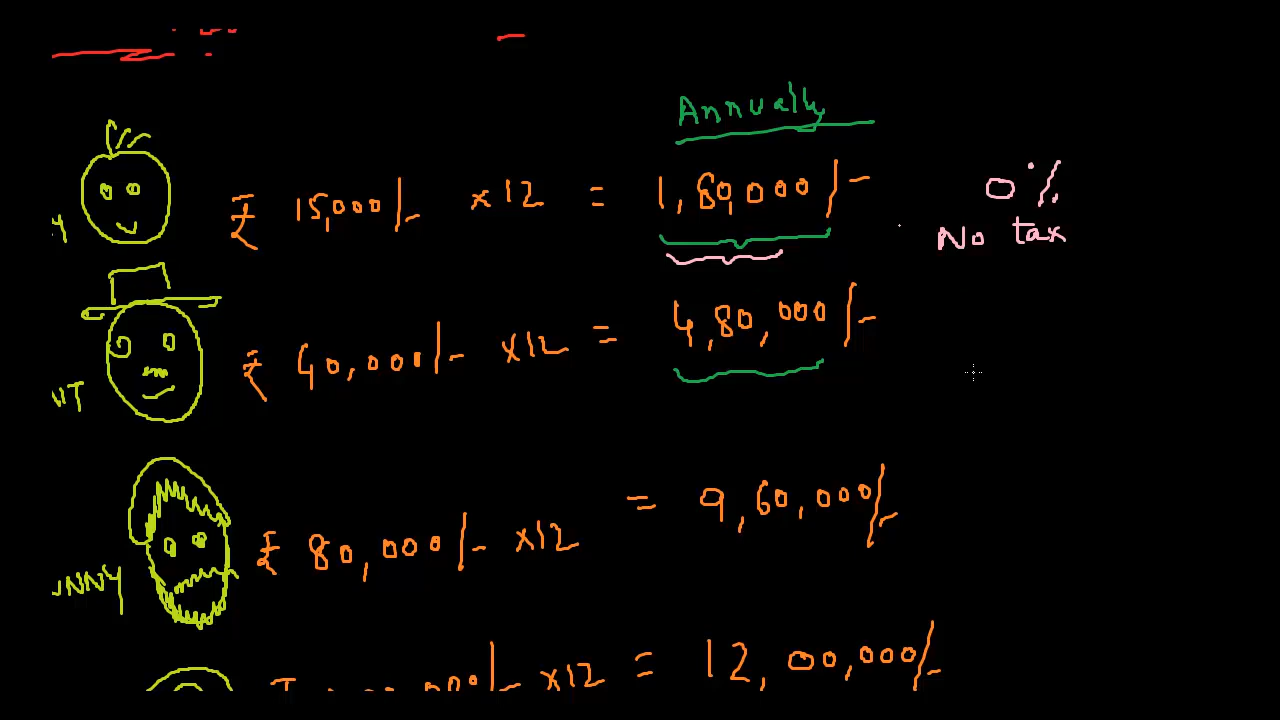 Annually
₹ 15,000/- x12 = 1,80,000/- 0%
No tax
₹ 40,000/- x12 = 4,80,000/-
₹ 80,000/- x12 = 9,60,000/-
x12 = 12,00,000/-